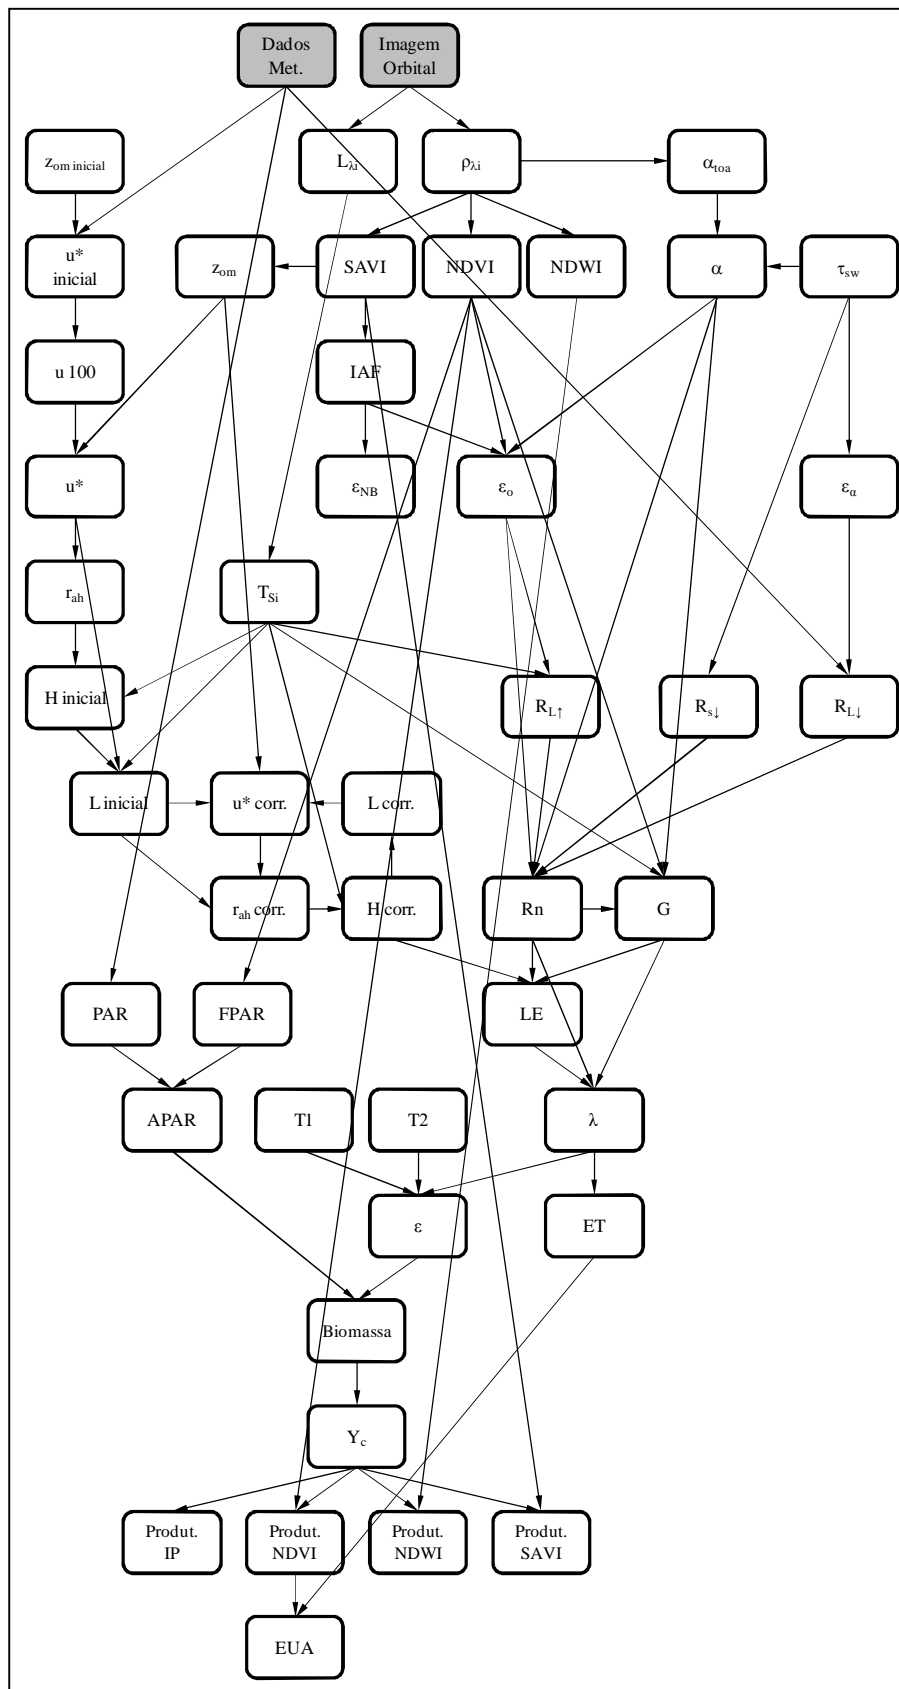 Dados
Met.
Imagem
Orbital
z_om inicial
L_λi
ρ_λi
α_toa
u*
inicial
z_om
SAVI
NDVI
NDWI
α
τ_sw
u 100
IAF
u*
ε_NB
ε_o
ε_α
r_ah
T_Si
H inicial
R_L↑
R_s↓
R_L↓
L inicial
u* corr.
L corr.
r_ah corr.
H corr.
Rn
G
PAR
FPAR
LE
APAR
T1
T2
λ
ε
ET
Biomassa
Y_c
Produt.
IP
Produt.
NDVI
Produt.
NDWI
Produt.
SAVI
EUA